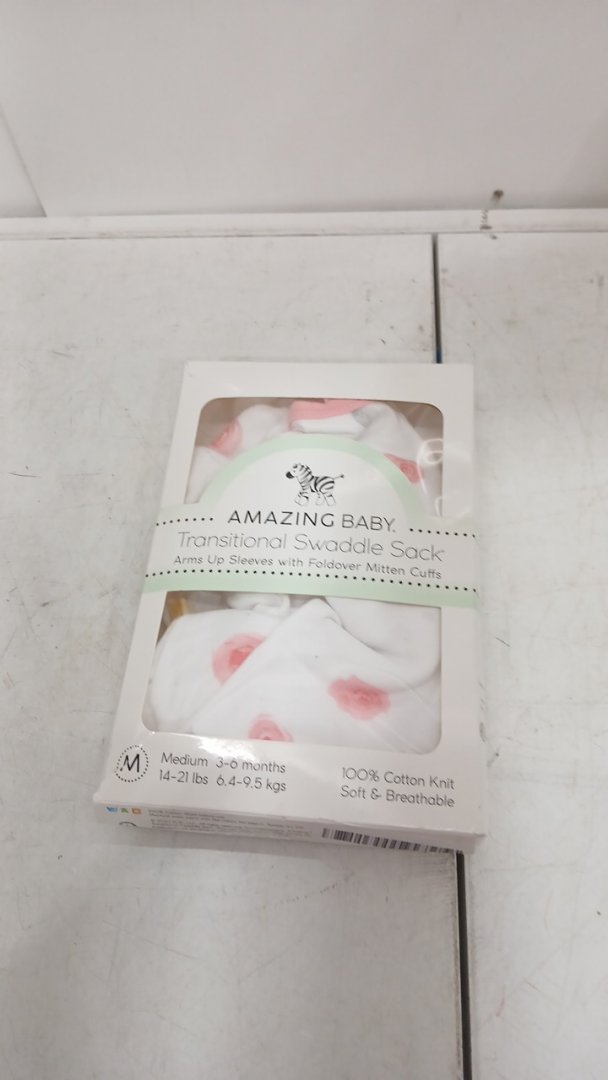 AMAZING BABY.
Transitional Swaddle Sack
Arms Up Sleeves with Foldover Mitten Cuffs
M
Medium 3-6 months
14-21 lbs 6.4-9.5 kgs
100% Cotton Knit
Soft & Breathable